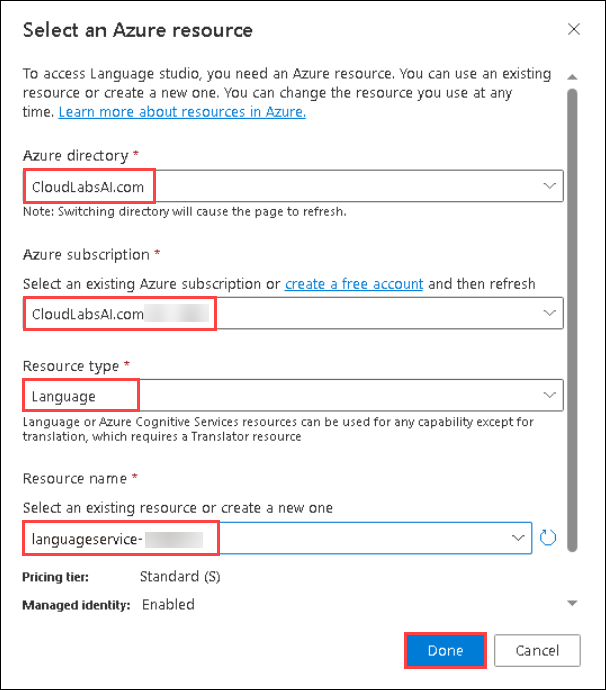 Select an Azure resource
To access Language studio, you need an Azure resource. You can use an existing
resource or create a new one. You can change the resource you use at any
time. Learn more about resources in Azure.
Azure directory *
CloudLabsAI.com
Note: Switching directory will cause the page to refresh.
Azure subscription *
Select an existing Azure subscription or create a free account and then refresh
CloudLabsAI.com
Resource type *
Language
Language or Azure Cognitive Services resources can be used for any capability except for
translation, which requires a Translator resource
Resource name *
Select an existing resource or create a new one
languageservice-
Pricing tier: Standard (S)
Managed identity: Enabled
Done Cancel